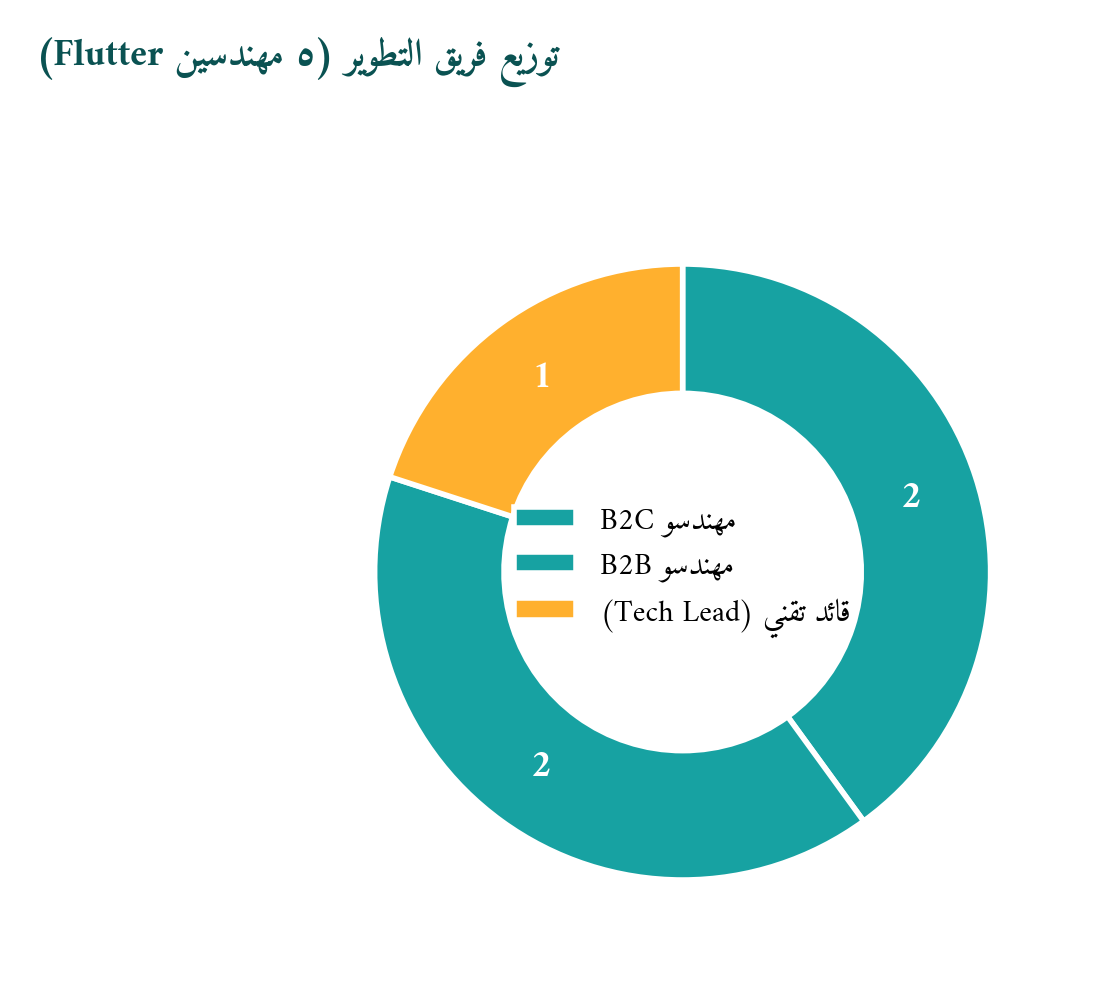 توزيع فريق التطوير (٥ مهندسين Flutter)
1
2
مهندسو B2C
مهندسو B2B
قائد تقني (Tech Lead)
2